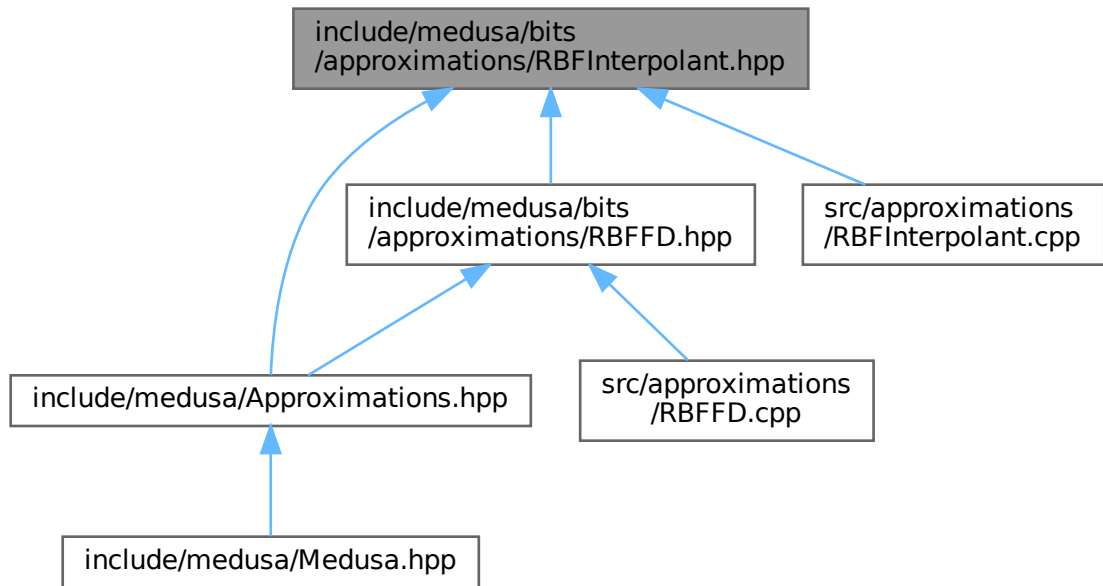 include/medusa/bits
/approximations/RBFInterpolant.hpp
include/medusa/bits
/approximations/RBFFD.hpp
src/approximations
/RBFInterpolant.cpp
include/medusa/Approximations.hpp
src/approximations
/RBFFD.cpp
include/medusa/Medusa.hpp